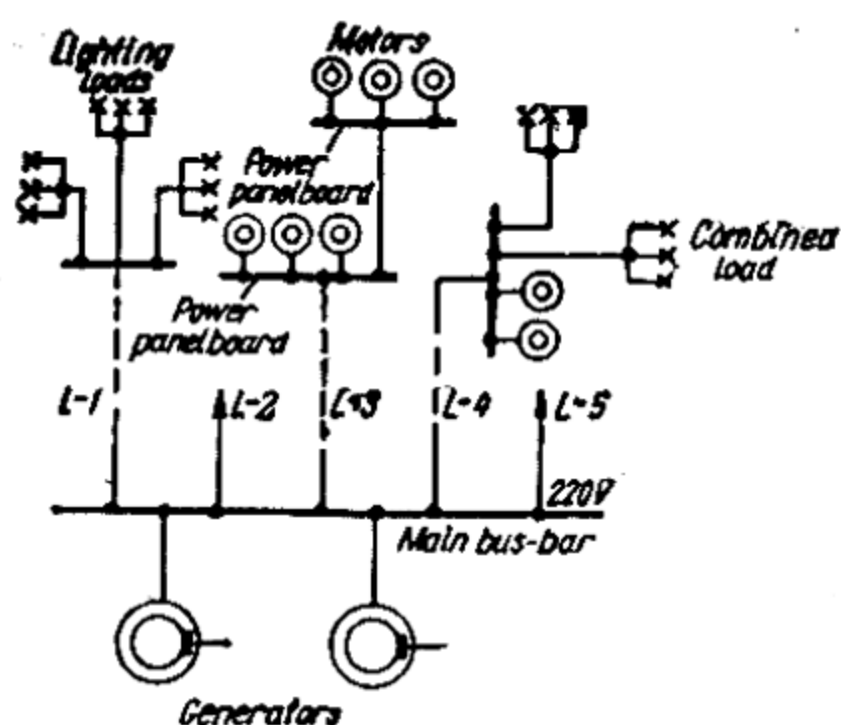 Lighting
loads
Motors
Power
panelboard
Power
panelboard
Combined
load
L-1
L-2
L-3
L-4
L-5
220V
Main bus-bar
Generators